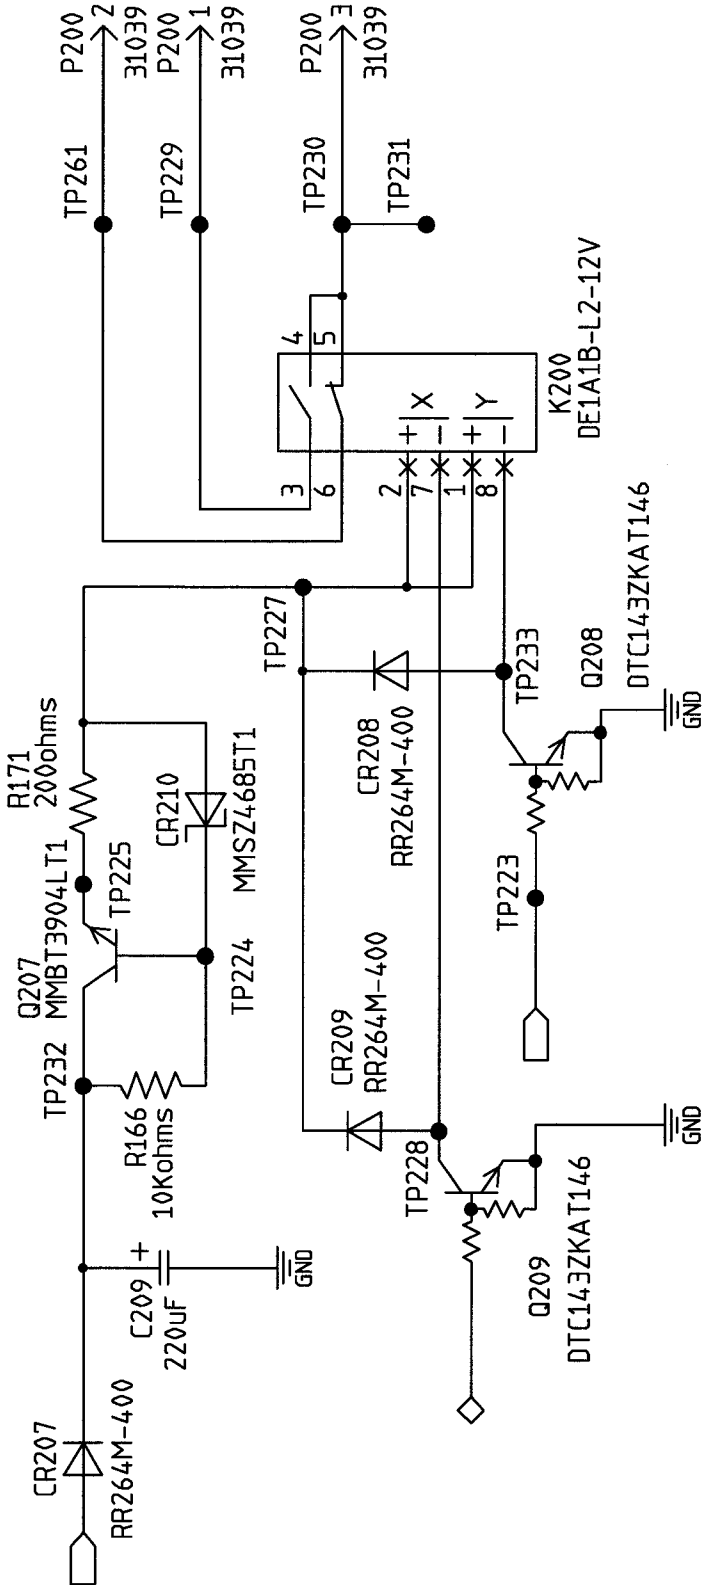 P200
2
31039
P200
1
31039
P200
3
31039
TP261
TP229
TP230
TP231
4
5
3
6
2
+
X
7
-
1
+
Y
8
-
K200
DE1A1B-L2-12V
R171
200ohms
Q207
MMBT3904LT1
TP225
CR210
MMSZ4685T1
TP224
TP227
TP232
R166
10Kohms
CR207
RR264M-400
C209
220uF
+
GND
CR208
RR264M-400
CR209
RR264M-400
TP233
Q208
DTC143ZKAT146
TP223
GND
TP228
Q209
DTC143ZKAT146
GND